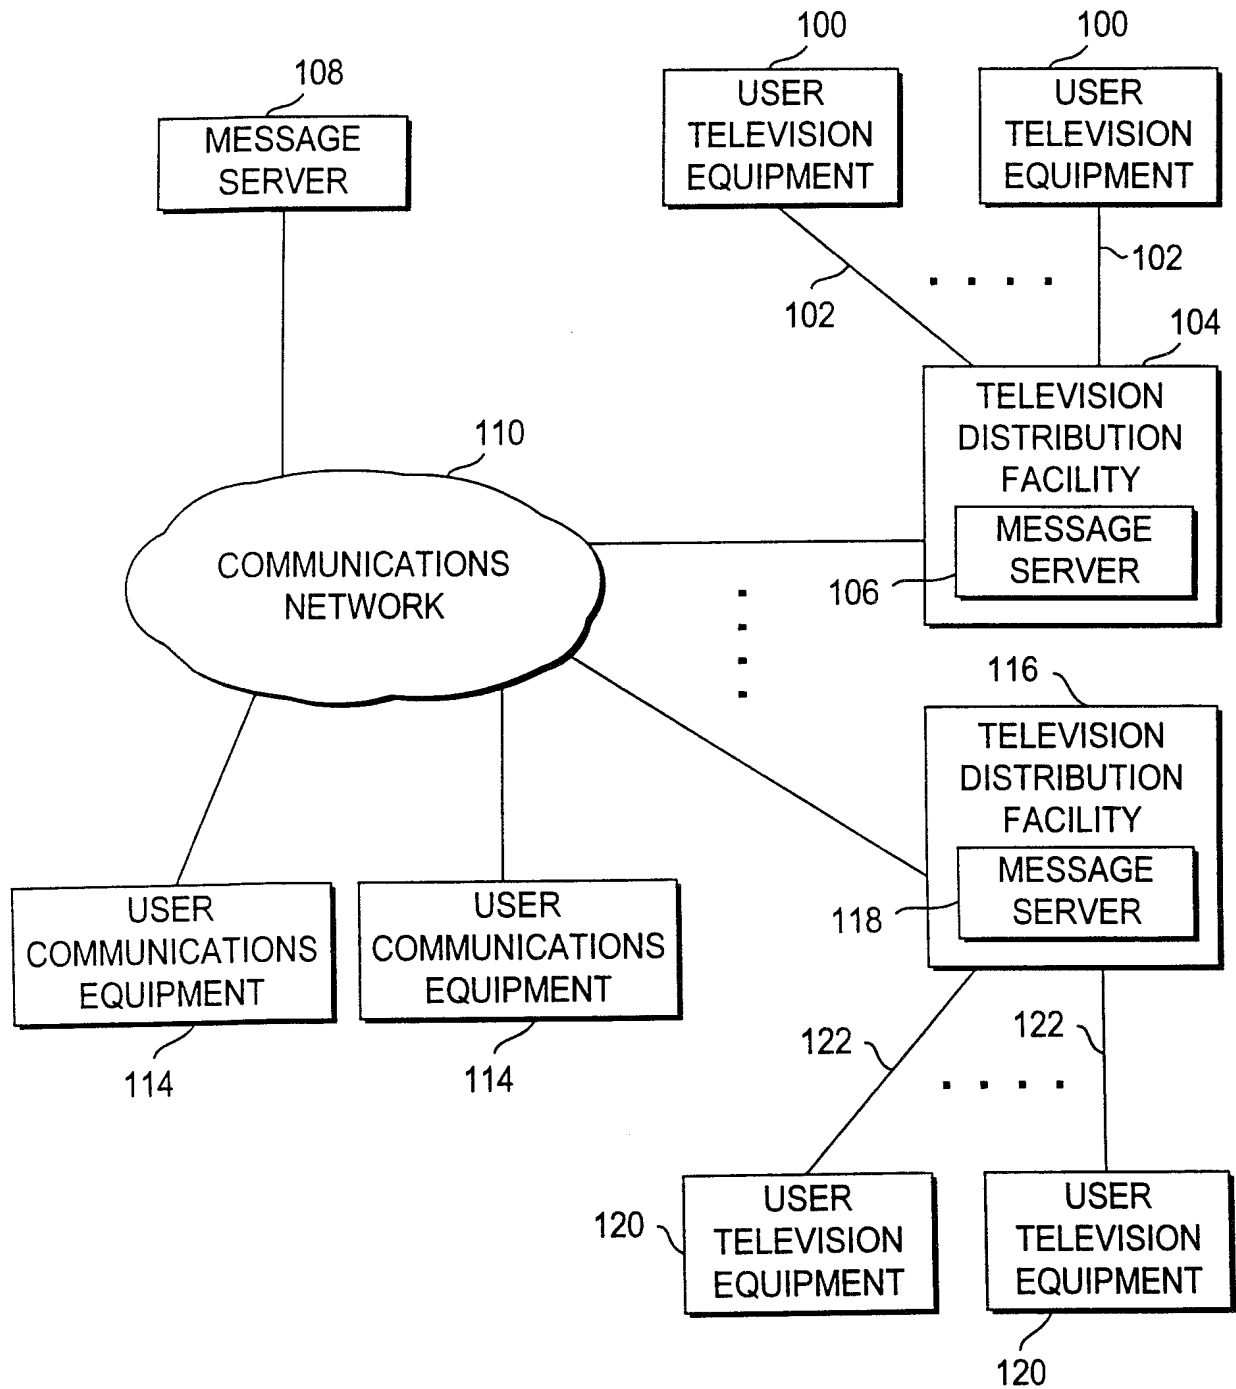 100
100
108
USER
TELEVISION
EQUIPMENT
USER
TELEVISION
EQUIPMENT
MESSAGE
SERVER
102
102
104
TELEVISION
DISTRIBUTION
FACILITY
MESSAGE
SERVER
106
110
COMMUNICATIONS
NETWORK
116
TELEVISION
DISTRIBUTION
FACILITY
MESSAGE
SERVER
118
USER
COMMUNICATIONS
EQUIPMENT
USER
COMMUNICATIONS
EQUIPMENT
114
114
122
122
USER
TELEVISION
EQUIPMENT
USER
TELEVISION
EQUIPMENT
120
120